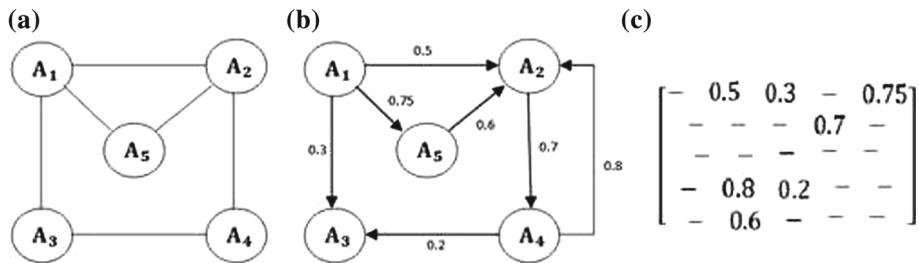 (a) (b) (c)
A₁ A₂ A₁ 0.5 A₂
0.75 0.6
A₅ 0.3 A₅ 0.7 0.8
A₃ A₄ A₃ 0.2 A₄
– 0.5 0.3 – 0.75
– – – 0.7 –
– – – – –
– 0.8 0.2 – –
– 0.6 – – –